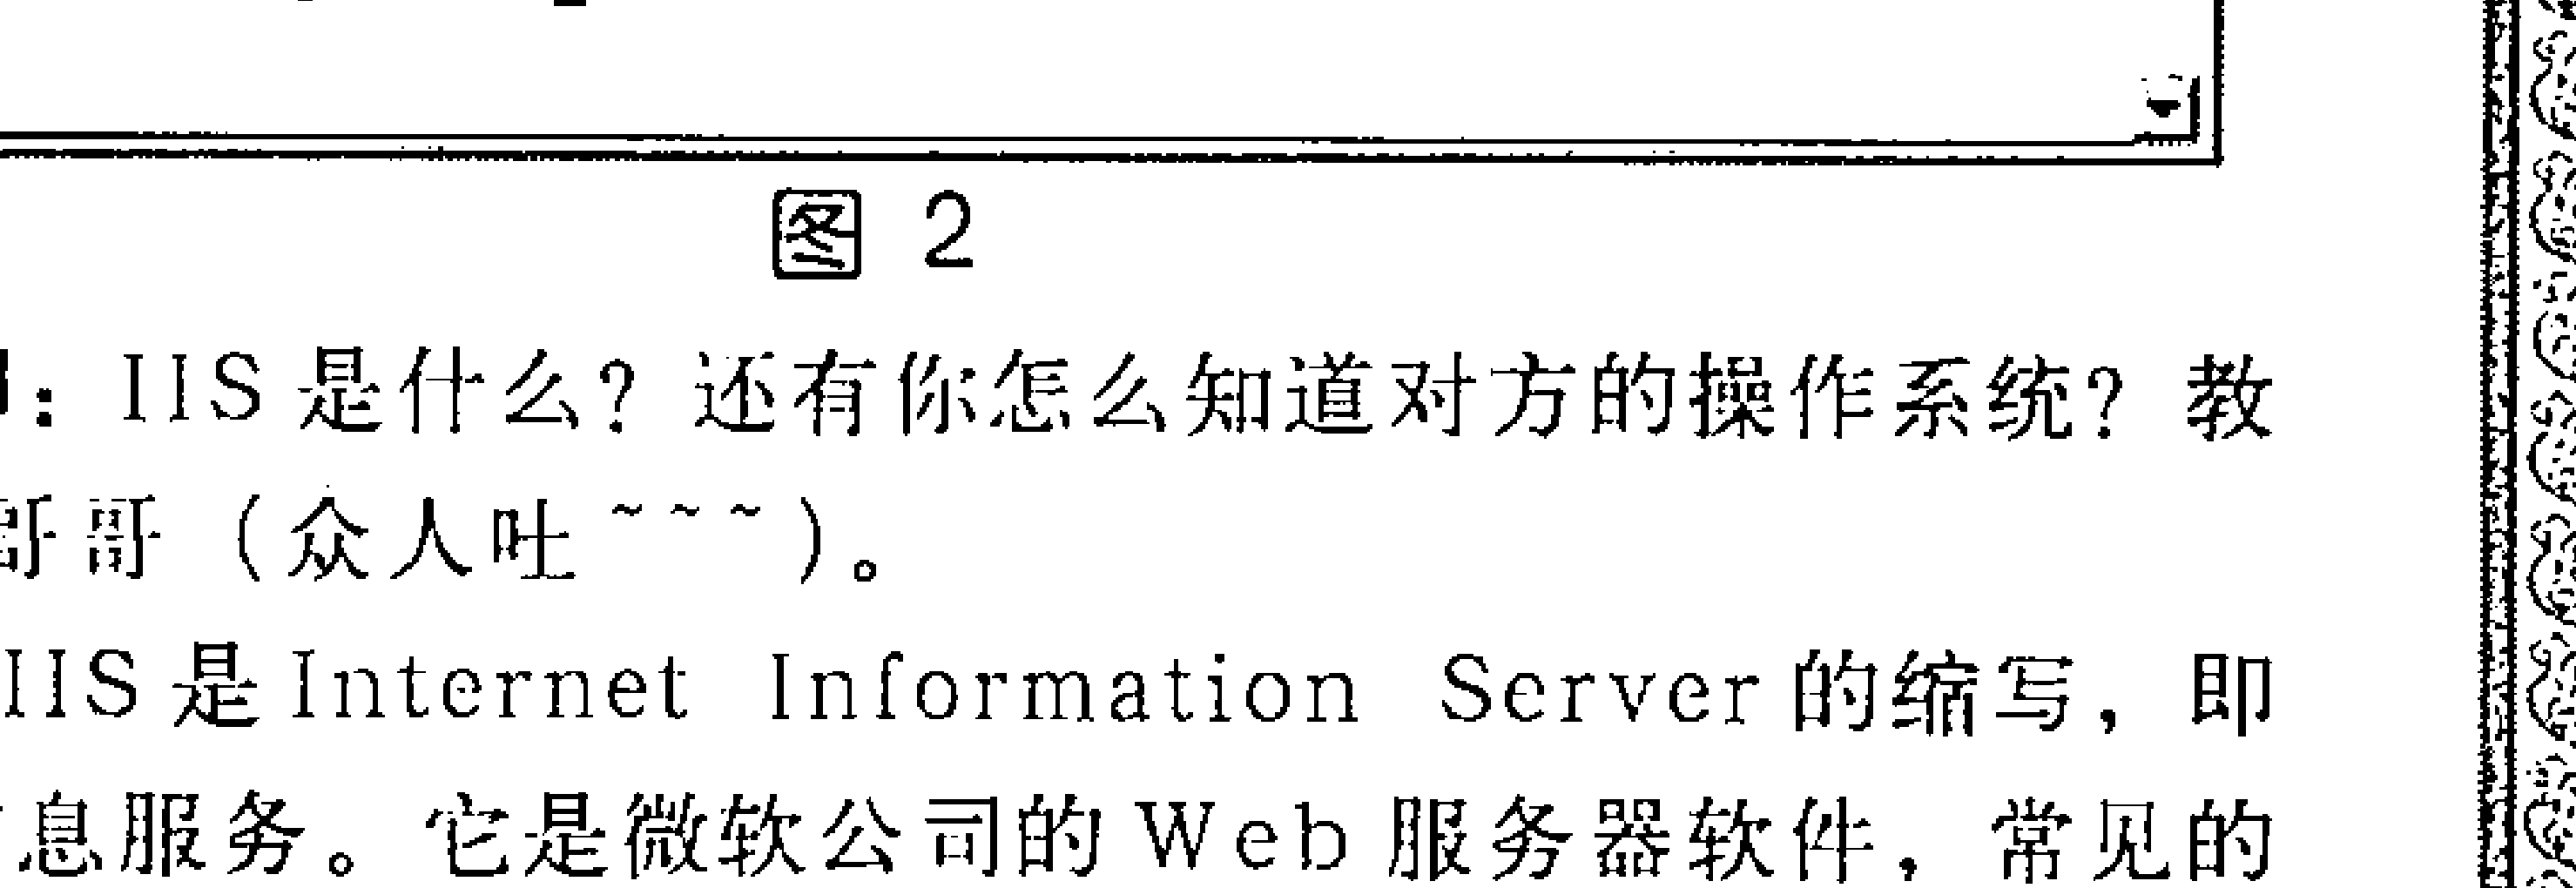 图 2
：IIS 是什么？还有你怎么知道对方的操作系统？教
哥哥（众人吐~~~）。
IIS 是 Internet Information Server 的缩写，即
息服务。它是微软公司的 Web 服务器软件，常见的